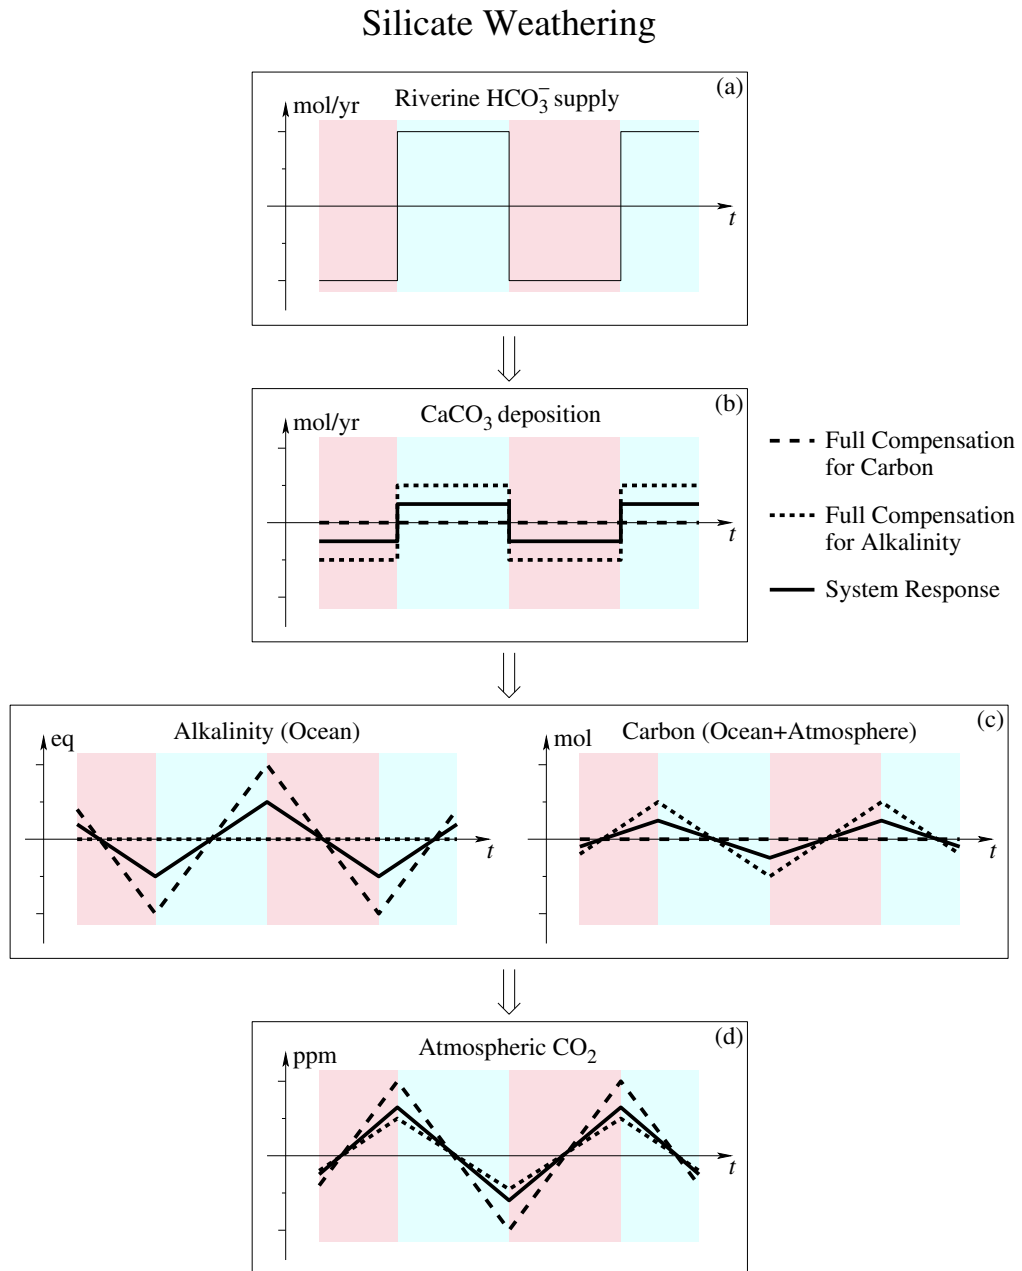 Silicate Weathering
(a)
mol/yr
Riverine HCO₃⁻ supply
t
(b)
mol/yr
CaCO₃ deposition
t
Full Compensation
for Carbon
Full Compensation
for Alkalinity
System Response
(c)
eq
Alkalinity (Ocean)
t
mol
Carbon (Ocean+Atmosphere)
t
(d)
ppm
Atmospheric CO₂
t